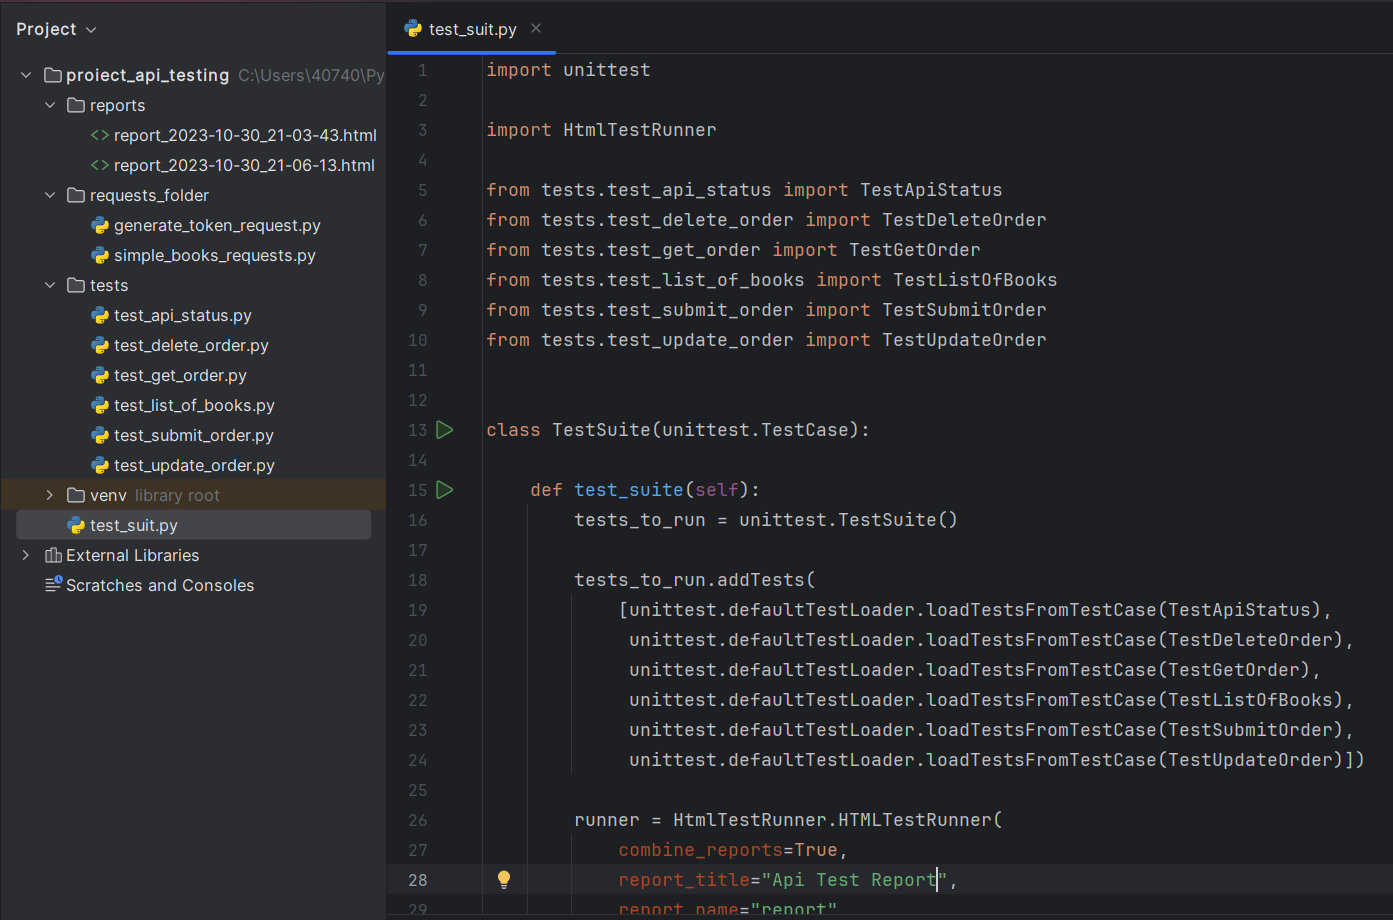 Project
proiect_api_testing C:\Users\40740\Py
reports
<> report_2023-10-30_21-03-43.html
<> report_2023-10-30_21-06-13.html
requests_folder
generate_token_request.py
simple_books_requests.py
tests
test_api_status.py
test_delete_order.py
test_get_order.py
test_list_of_books.py
test_submit_order.py
test_update_order.py
venv library root
test_suit.py
External Libraries
Scratches and Consoles
test_suit.py ×
1 import unittest
2
3 import HtmlTestRunner
4
5 from tests.test_api_status import TestApiStatus
6 from tests.test_delete_order import TestDeleteOrder
7 from tests.test_get_order import TestGetOrder
8 from tests.test_list_of_books import TestListOfBooks
9 from tests.test_submit_order import TestSubmitOrder
10 from tests.test_update_order import TestUpdateOrder
11
12
13 class TestSuite(unittest.TestCase):
14
15 def test_suite(self):
16 tests_to_run = unittest.TestSuite()
17
18 tests_to_run.addTests(
19 [unittest.defaultTestLoader.loadTestsFromTestCase(TestApiStatus),
20 unittest.defaultTestLoader.loadTestsFromTestCase(TestDeleteOrder),
21 unittest.defaultTestLoader.loadTestsFromTestCase(TestGetOrder),
22 unittest.defaultTestLoader.loadTestsFromTestCase(TestListOfBooks),
23 unittest.defaultTestLoader.loadTestsFromTestCase(TestSubmitOrder),
24 unittest.defaultTestLoader.loadTestsFromTestCase(TestUpdateOrder)])
25
26 runner = HtmlTestRunner.HTMLTestRunner(
27 combine_reports=True,
28 report_title="Api Test Report",
29 report_name="report"